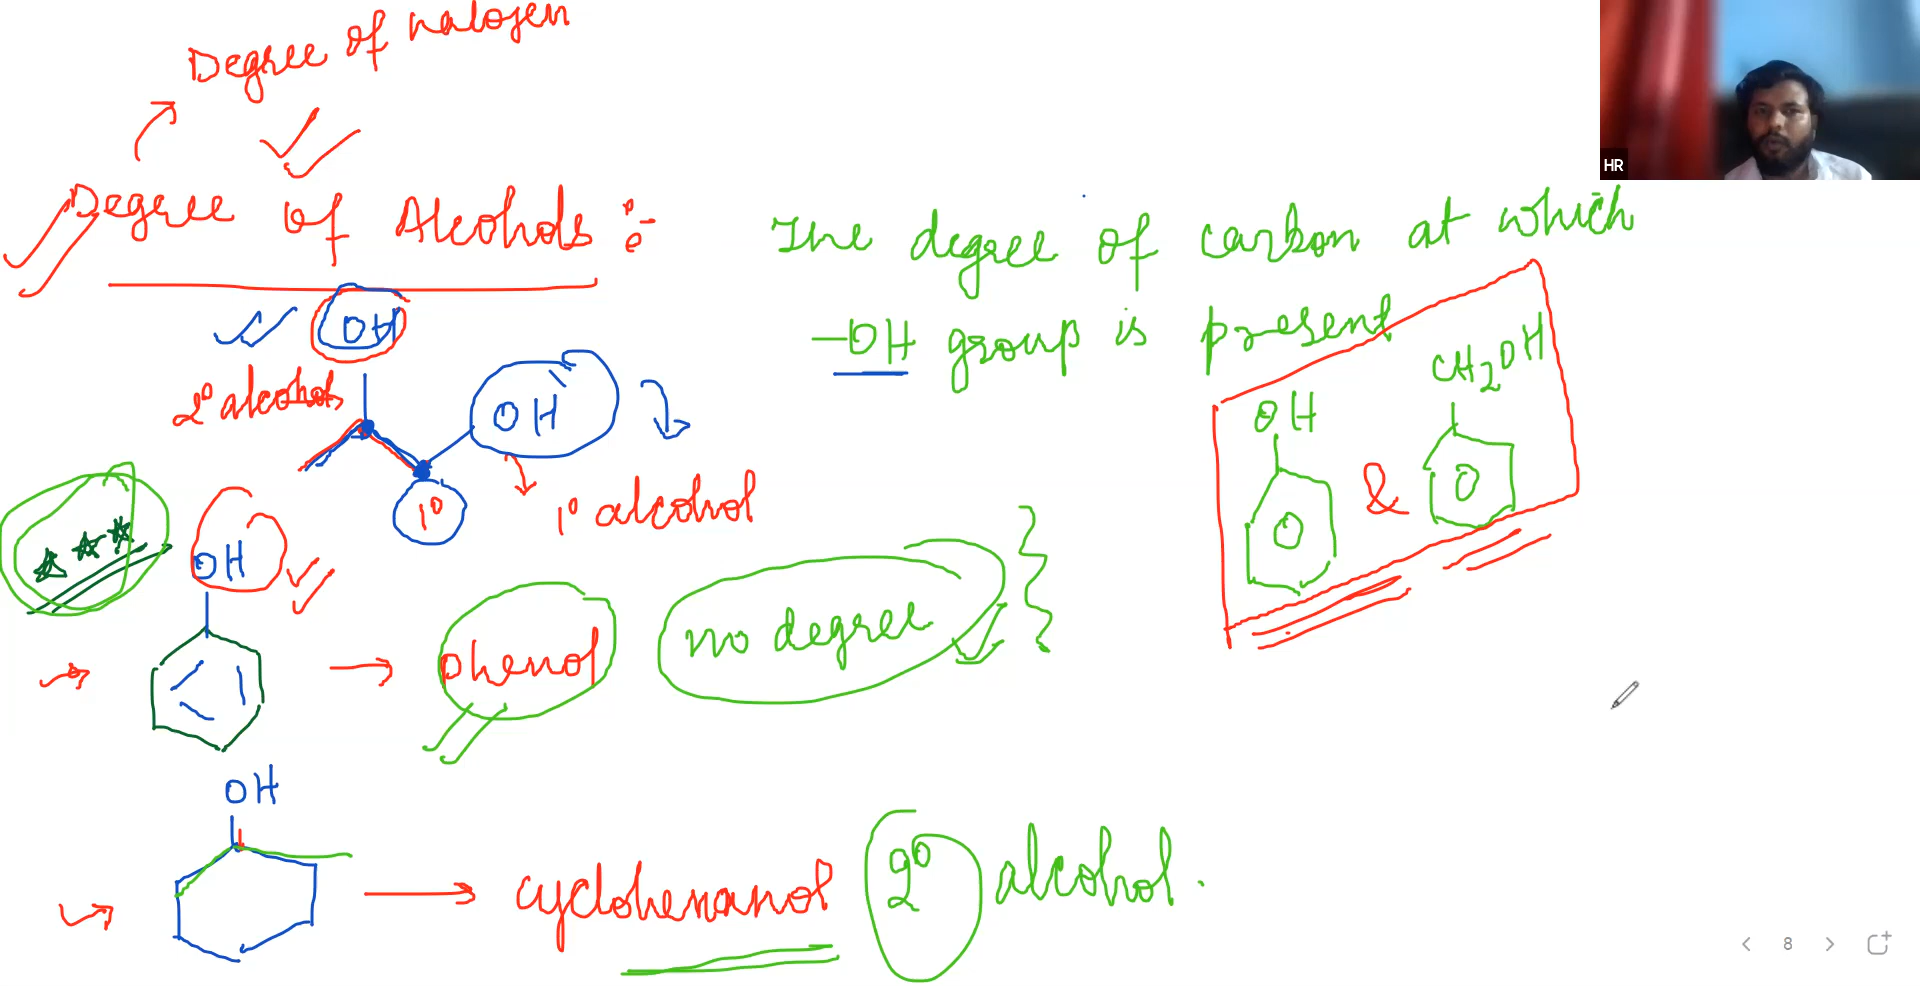 Degree of halogen
Degree of Alcohols :-
The degree of carbon at which
-OH group is present
OH
2° alcohol
OH
1°
1° alcohol
OH
&
CH2OH
OH
phenol
no degree
OH
cyclohexanol
2° alcohol.
HR
8